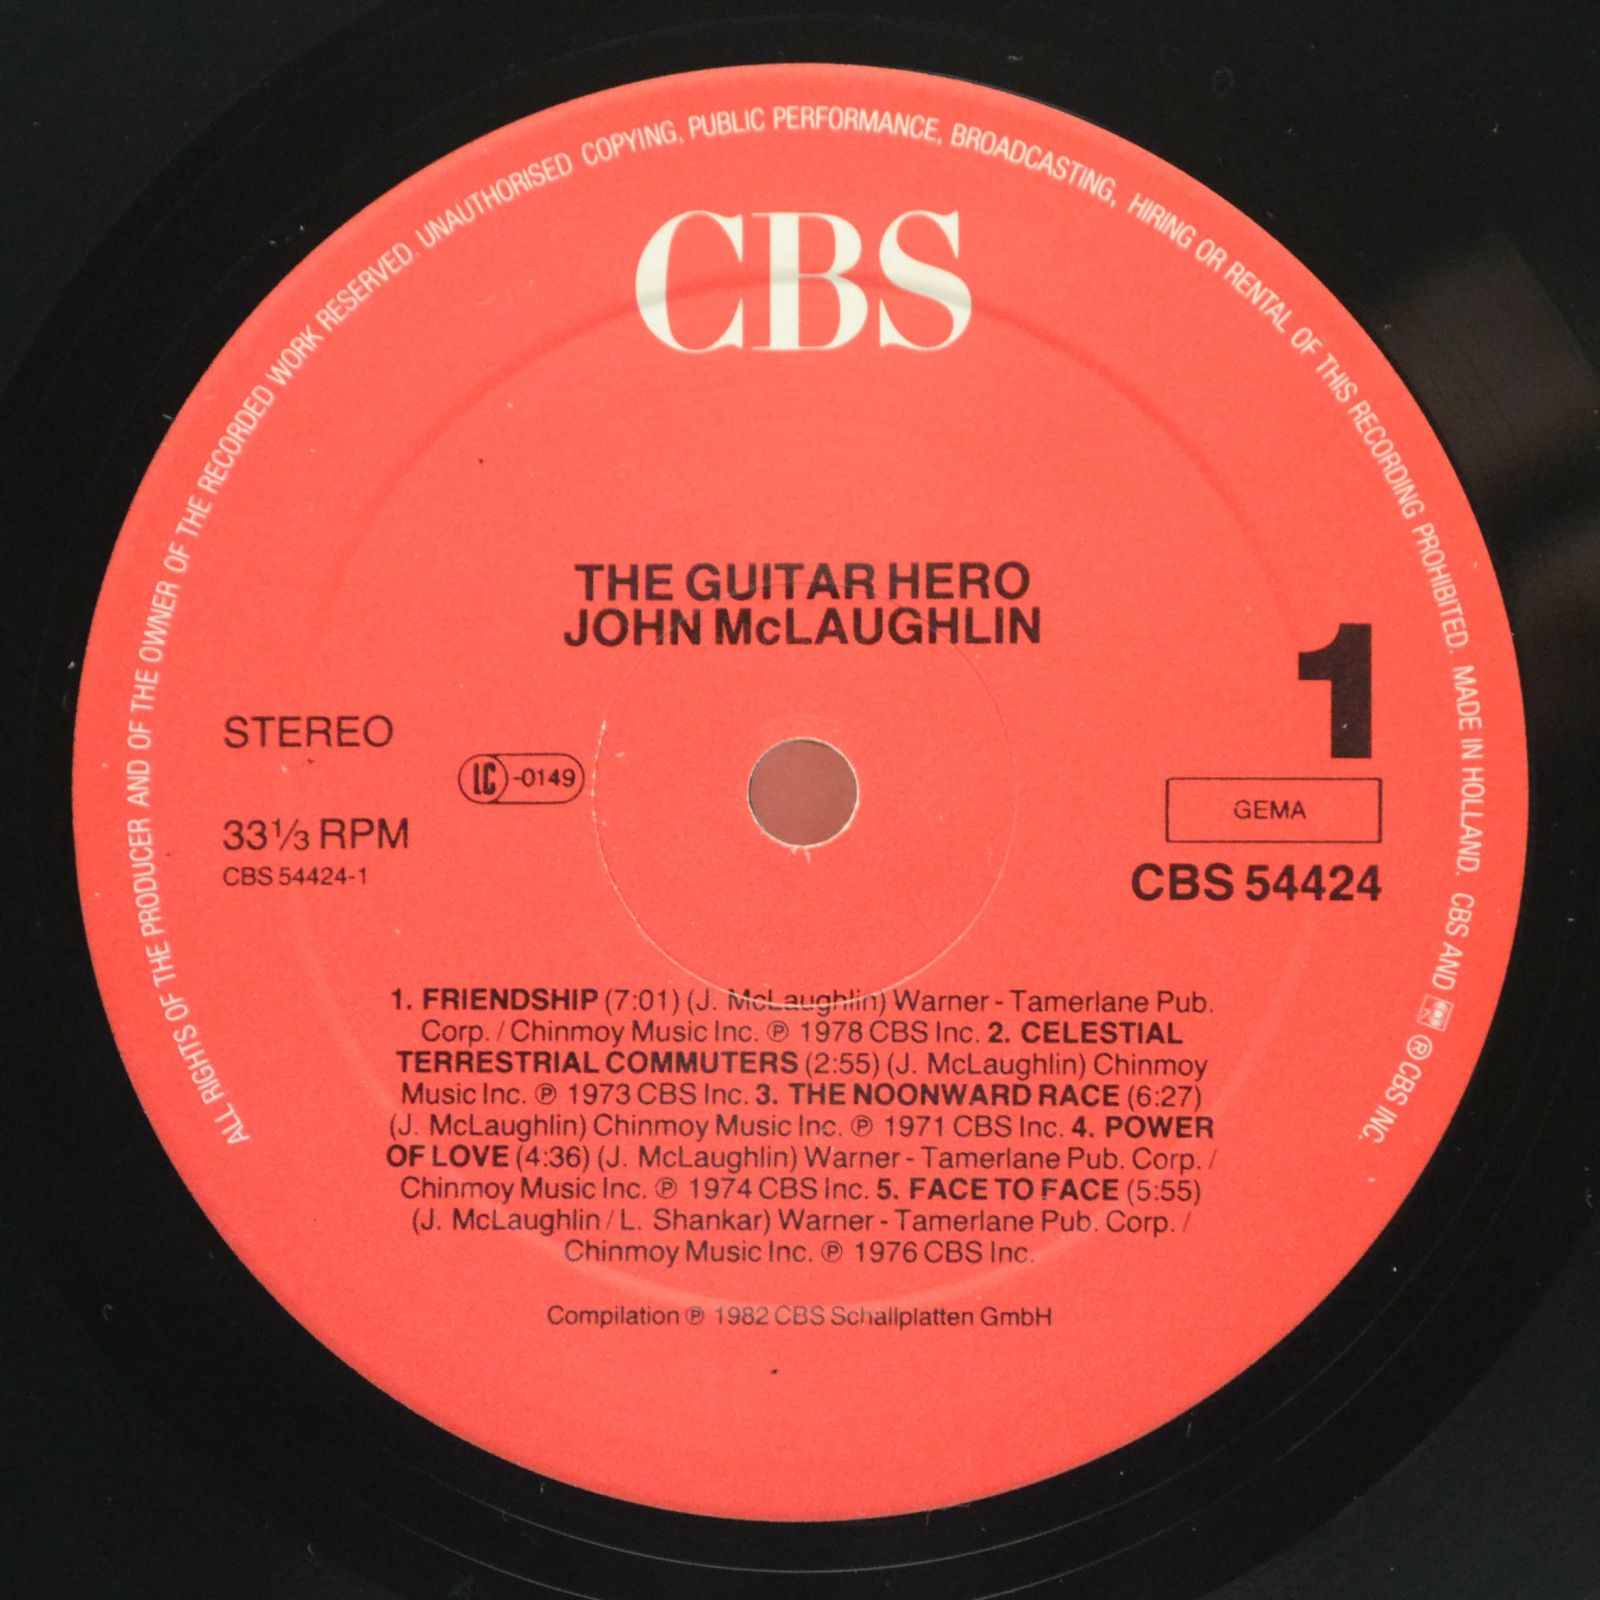 ALL RIGHTS OF THE PRODUCER AND OF THE OWNER OF THE RECORDED WORK RESERVED. UNAUTHORISED COPYING, PUBLIC PERFORMANCE, BROADCASTING, HIRING OR RENTAL OF THIS RECORDING PROHIBITED. MADE IN HOLLAND. CBS AND ® CBS INC.
CBS
THE GUITAR HERO
JOHN McLAUGHLIN
1
STEREO
LC -0149
33⅓ RPM
CBS 54424-1
GEMA
CBS 54424
1. FRIENDSHIP (7:01) (J. McLaughlin) Warner - Tamerlane Pub.
Corp. / Chinmoy Music Inc. ℗ 1978 CBS Inc. 2. CELESTIAL
TERRESTRIAL COMMUTERS (2:55) (J. McLaughlin) Chinmoy
Music Inc. ℗ 1973 CBS Inc. 3. THE NOONWARD RACE (6:27)
(J. McLaughlin) Chinmoy Music Inc. ℗ 1971 CBS Inc. 4. POWER
OF LOVE (4:36) (J. McLaughlin) Warner - Tamerlane Pub. Corp. /
Chinmoy Music Inc. ℗ 1974 CBS Inc. 5. FACE TO FACE (5:55)
(J. McLaughlin / L. Shankar) Warner - Tamerlane Pub. Corp. /
Chinmoy Music Inc. ℗ 1976 CBS Inc.
Compilation ℗ 1982 CBS Schallplatten GmbH